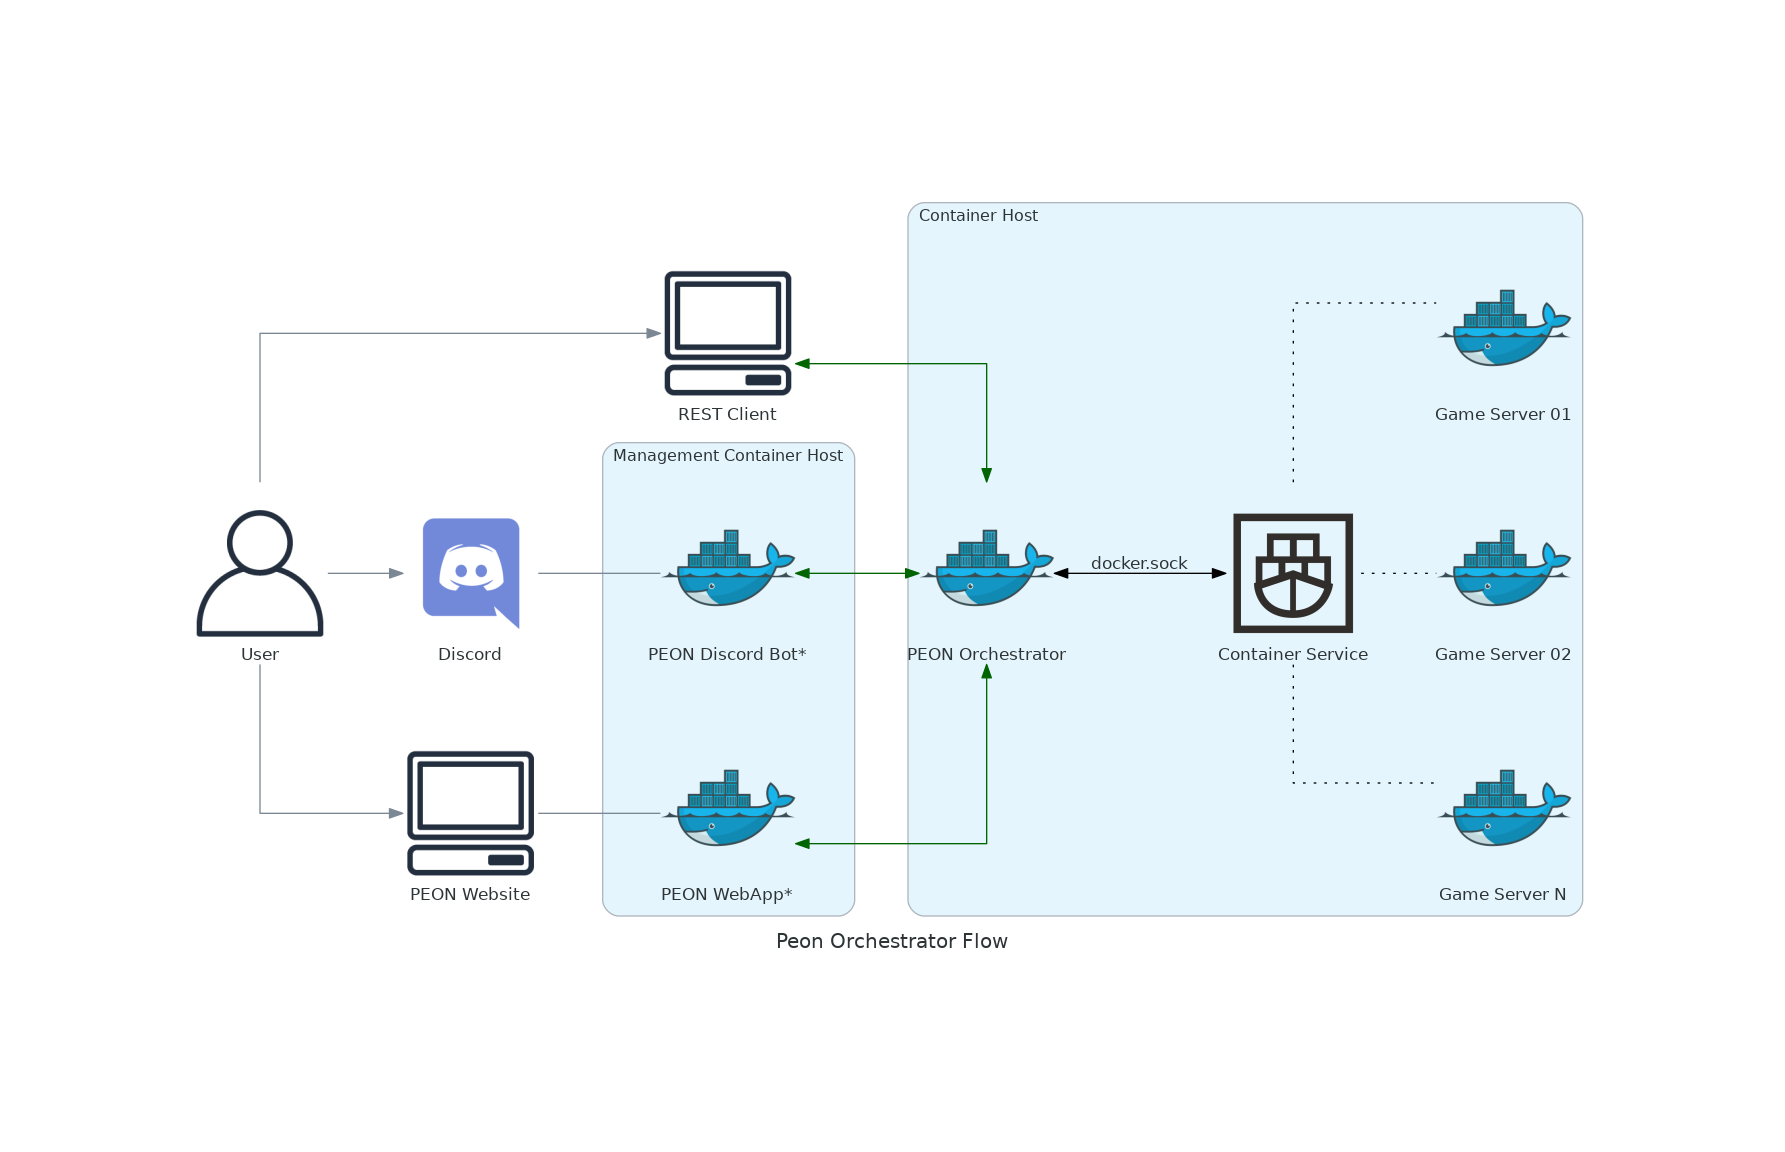 Container Host
REST Client
Game Server 01
Management Container Host
docker.sock
User
Discord
PEON Discord Bot*
PEON Orchestrator
Container Service
Game Server 02
PEON Website
PEON WebApp*
Game Server N
Peon Orchestrator Flow